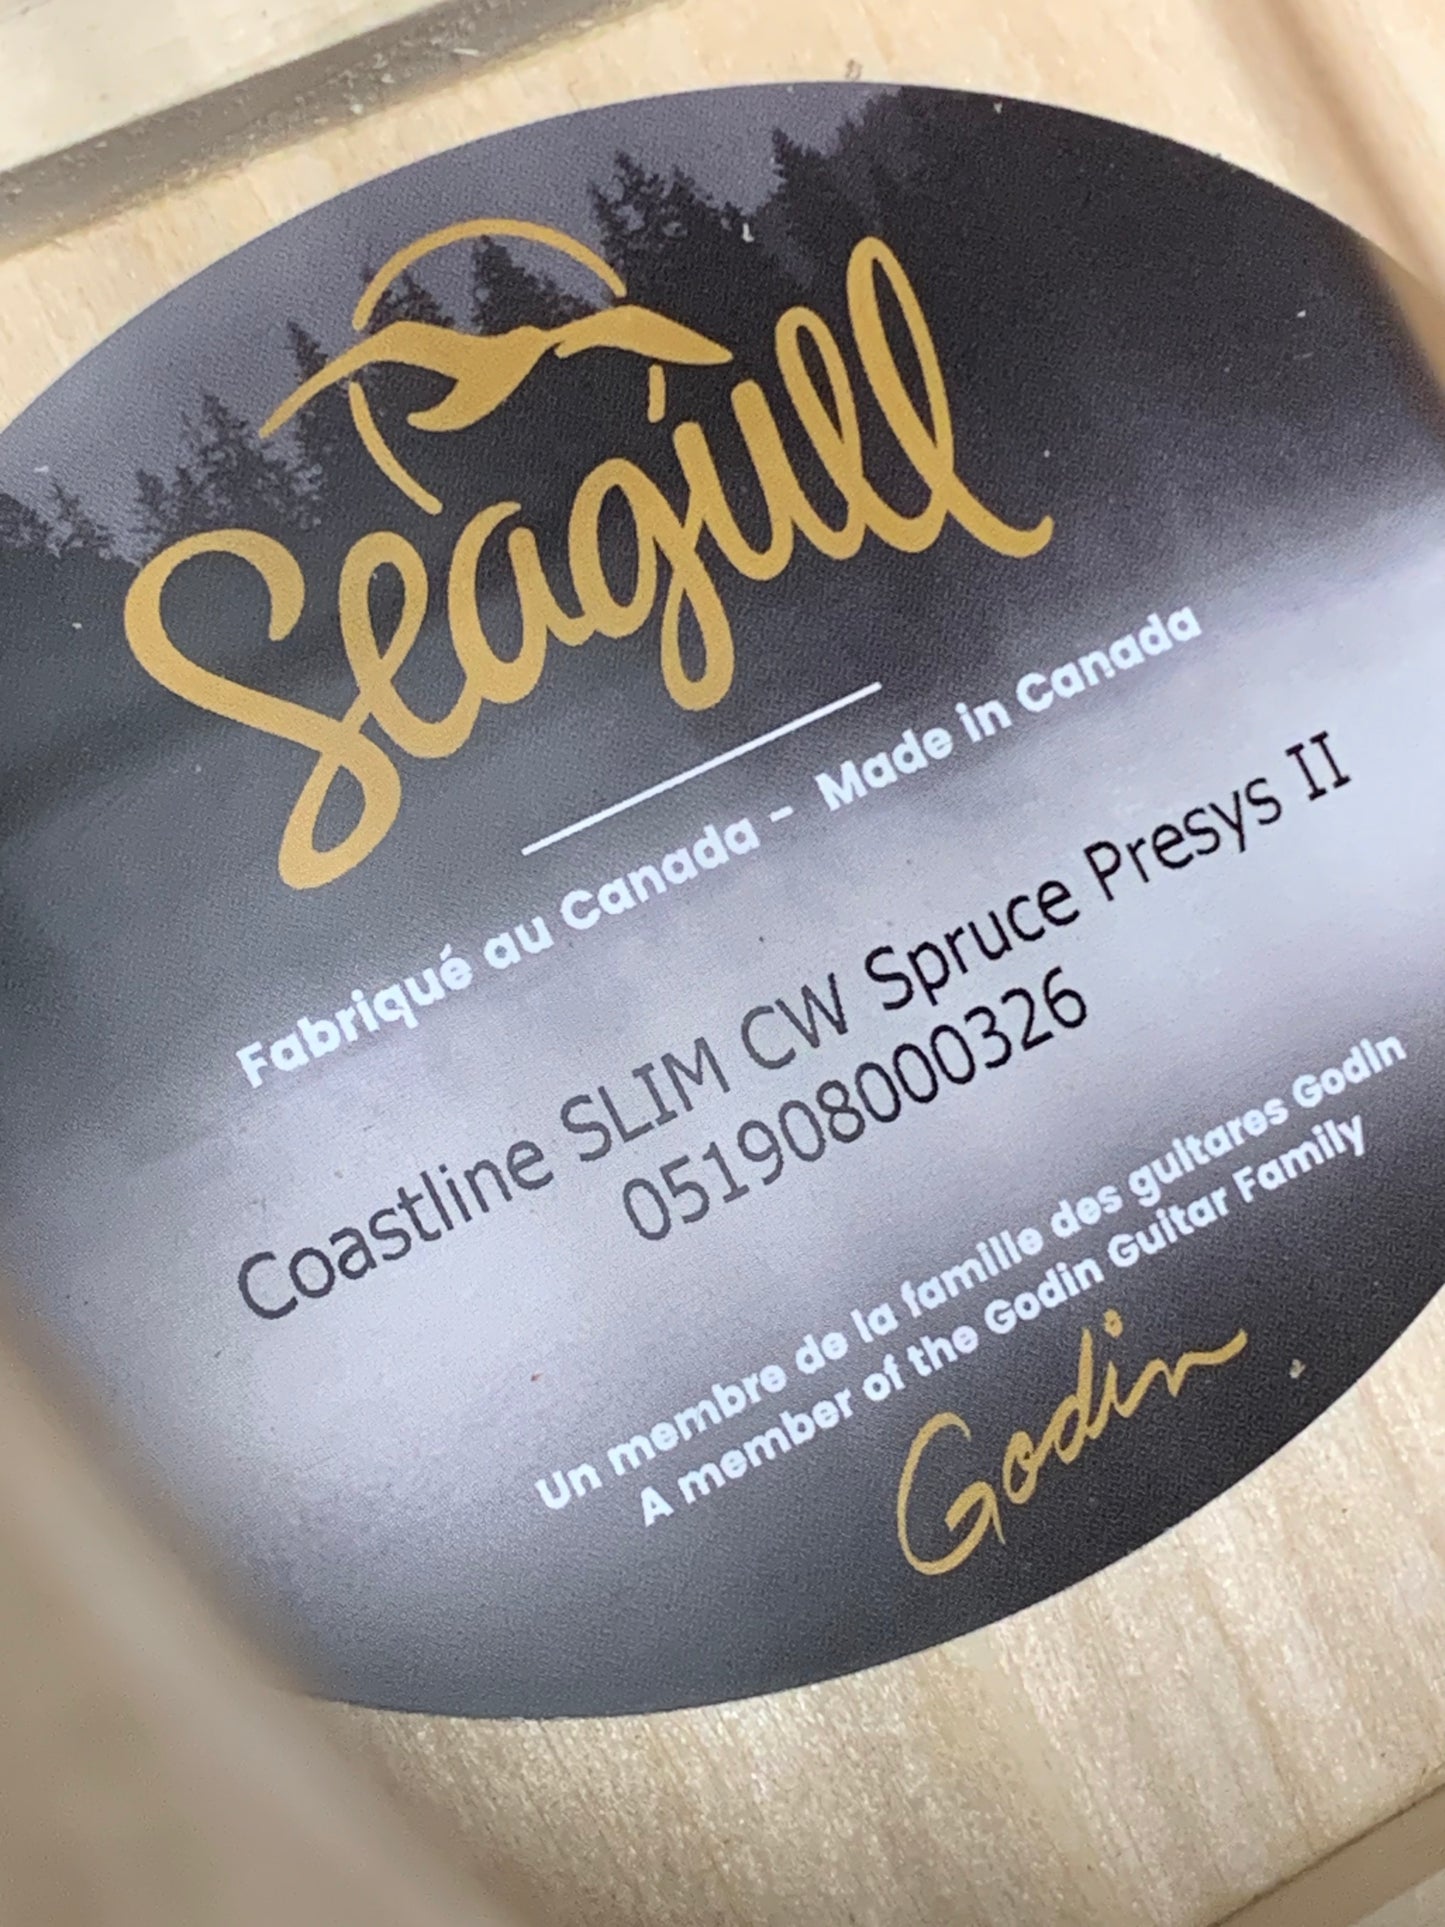 Seagull
Fabriqué au Canada - Made in Canada
Coastline SLIM CW Spruce Presys II
051908000326
Un membre de la famille des guitares Godin
A member of the Godin Guitar Family
Godin